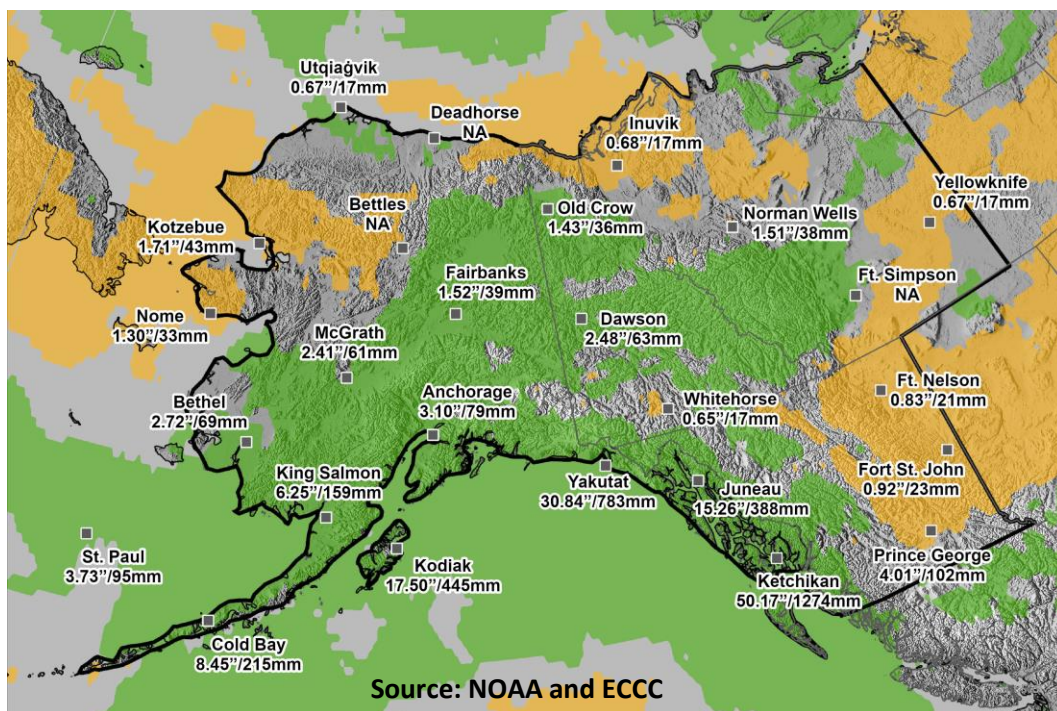 Utqiaġvik
0.67”/17mm
Deadhorse
NA
Inuvik
0.68”/17mm
Yellowknife
0.67”/17mm
Bettles
NA
Old Crow
1.43”/36mm
Norman Wells
1.51”/38mm
Kotzebue
1.71”/43mm
Fairbanks
1.52”/39mm
Ft. Simpson
NA
Nome
1.30”/33mm
McGrath
2.41”/61mm
Dawson
2.48”/63mm
Anchorage
3.10”/79mm
Whitehorse
0.65”/17mm
Ft. Nelson
0.83”/21mm
Bethel
2.72”/69mm
King Salmon
6.25”/159mm
Yakutat
30.84”/783mm
Juneau
15.26”/388mm
Fort St. John
0.92”/23mm
St. Paul
3.73”/95mm
Kodiak
17.50”/445mm
Ketchikan
50.17”/1274mm
Prince George
4.01”/102mm
Cold Bay
8.45”/215mm
Source: NOAA and ECCC